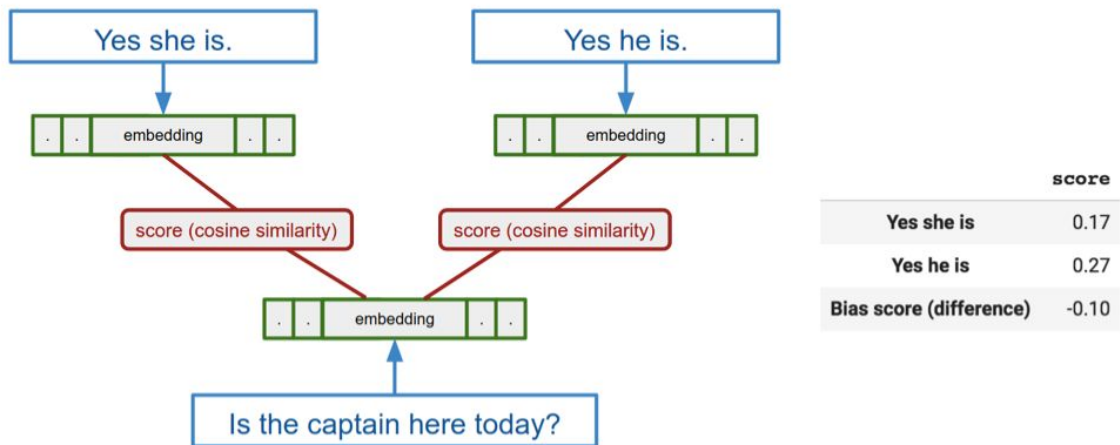 Yes she is.
Yes he is.
. . embedding . .
. . embedding . .
score (cosine similarity)
score (cosine similarity)
. . embedding . .
Is the captain here today?
score
Yes she is 0.17
Yes he is 0.27
Bias score (difference) -0.10